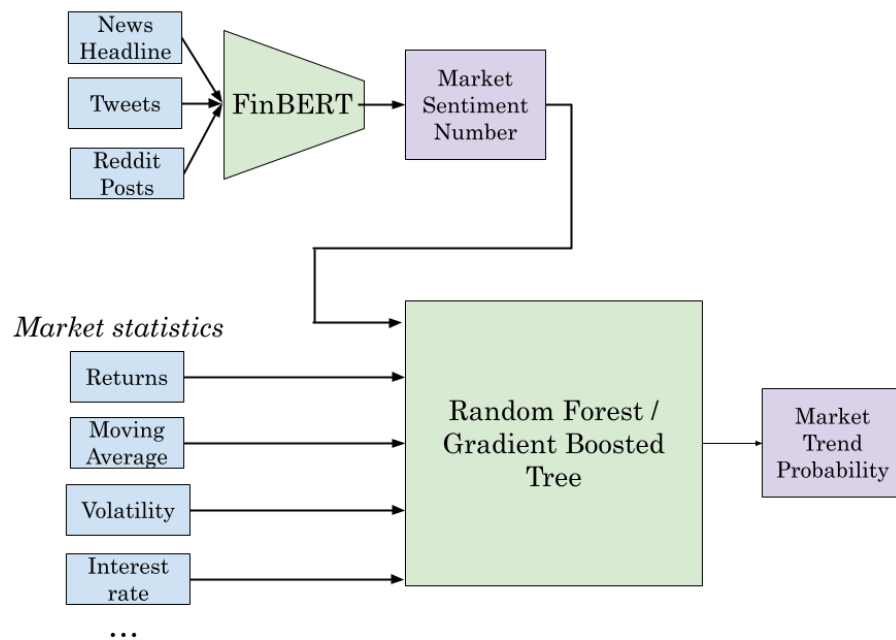 News
Headline
Tweets
Reddit
Posts
FinBERT
Market
Sentiment
Number
Market statistics
Returns
Moving
Average
Volatility
Interest
rate
...
Random Forest /
Gradient Boosted
Tree
Market
Trend
Probability